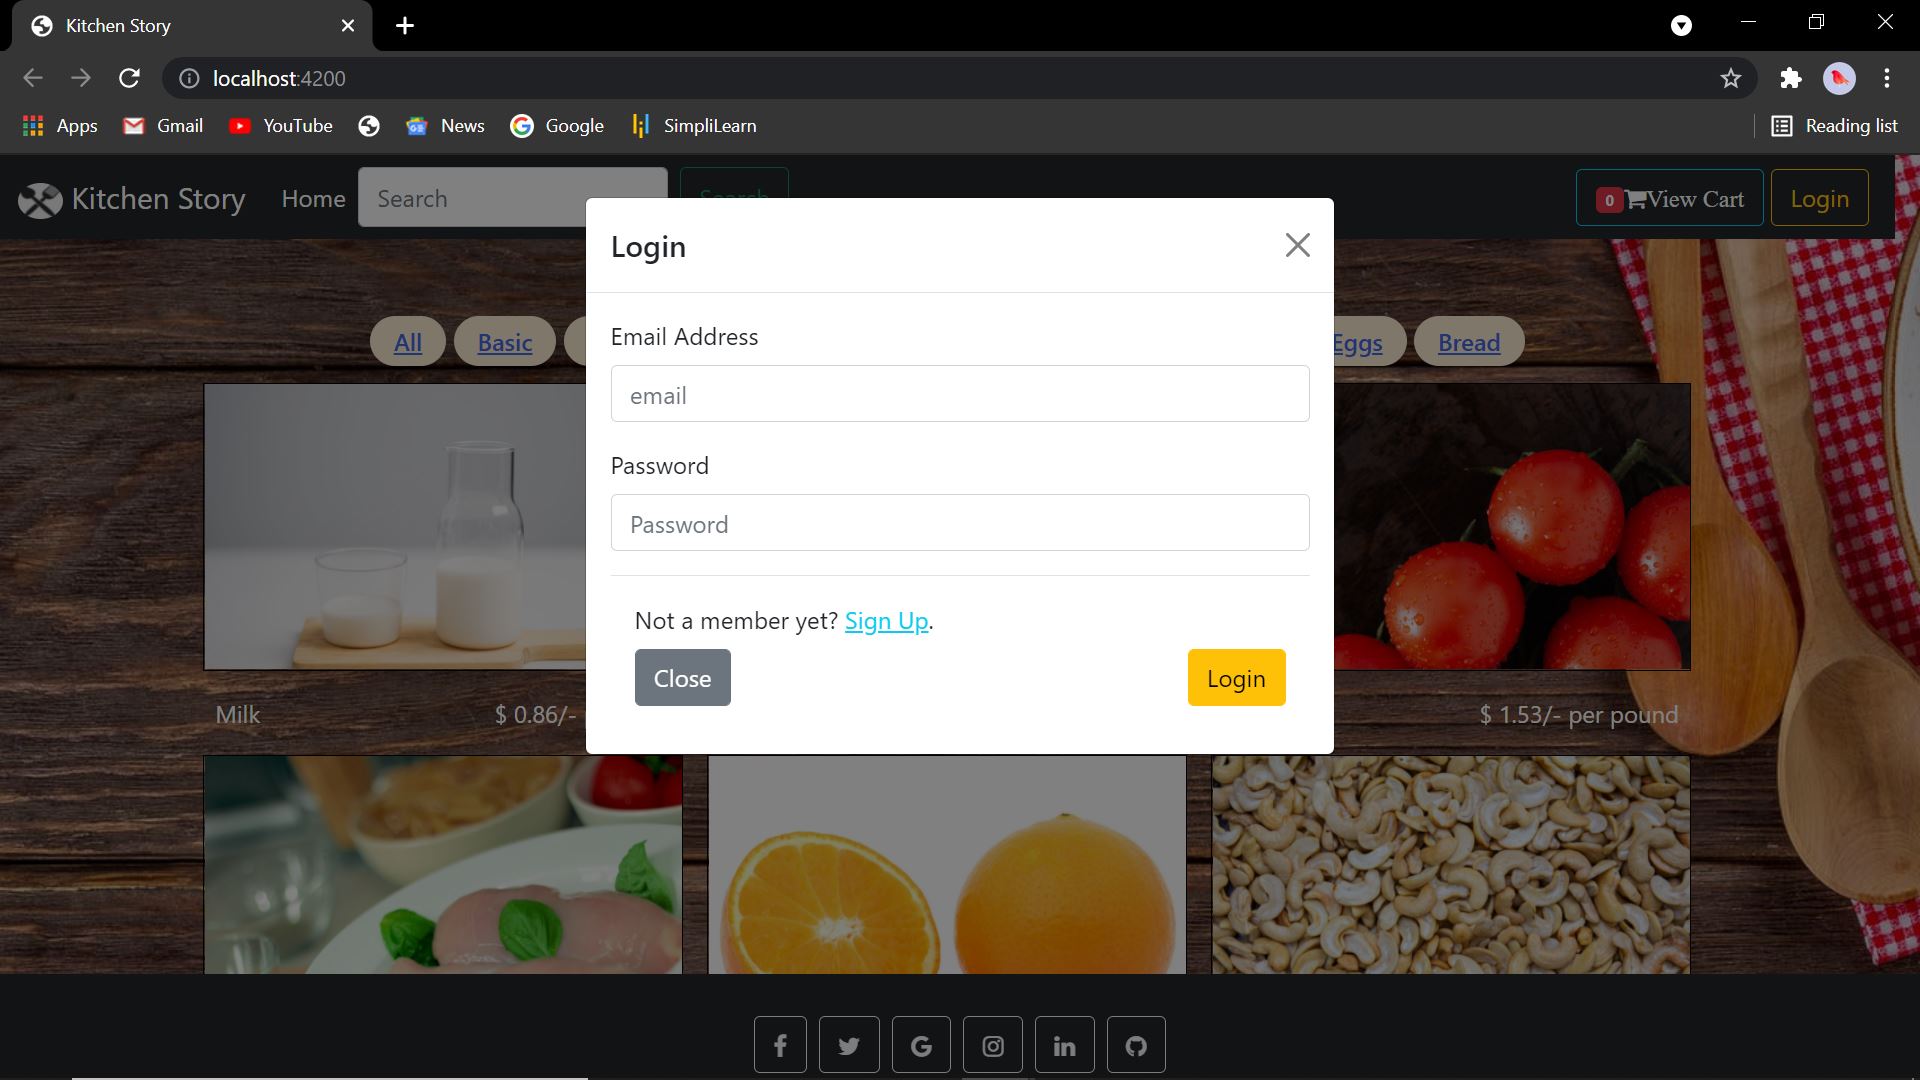 Kitchen Story
localhost:4200
Apps Gmail YouTube News Google SimpliLearn Reading list
Kitchen Story Home Search Search 0 View Cart Login
Login
Email Address
email
Password
Password
Not a member yet? Sign Up.
Close Login
All Basic Eggs Bread
Milk $ 0.86/- $ 1.53/- per pound